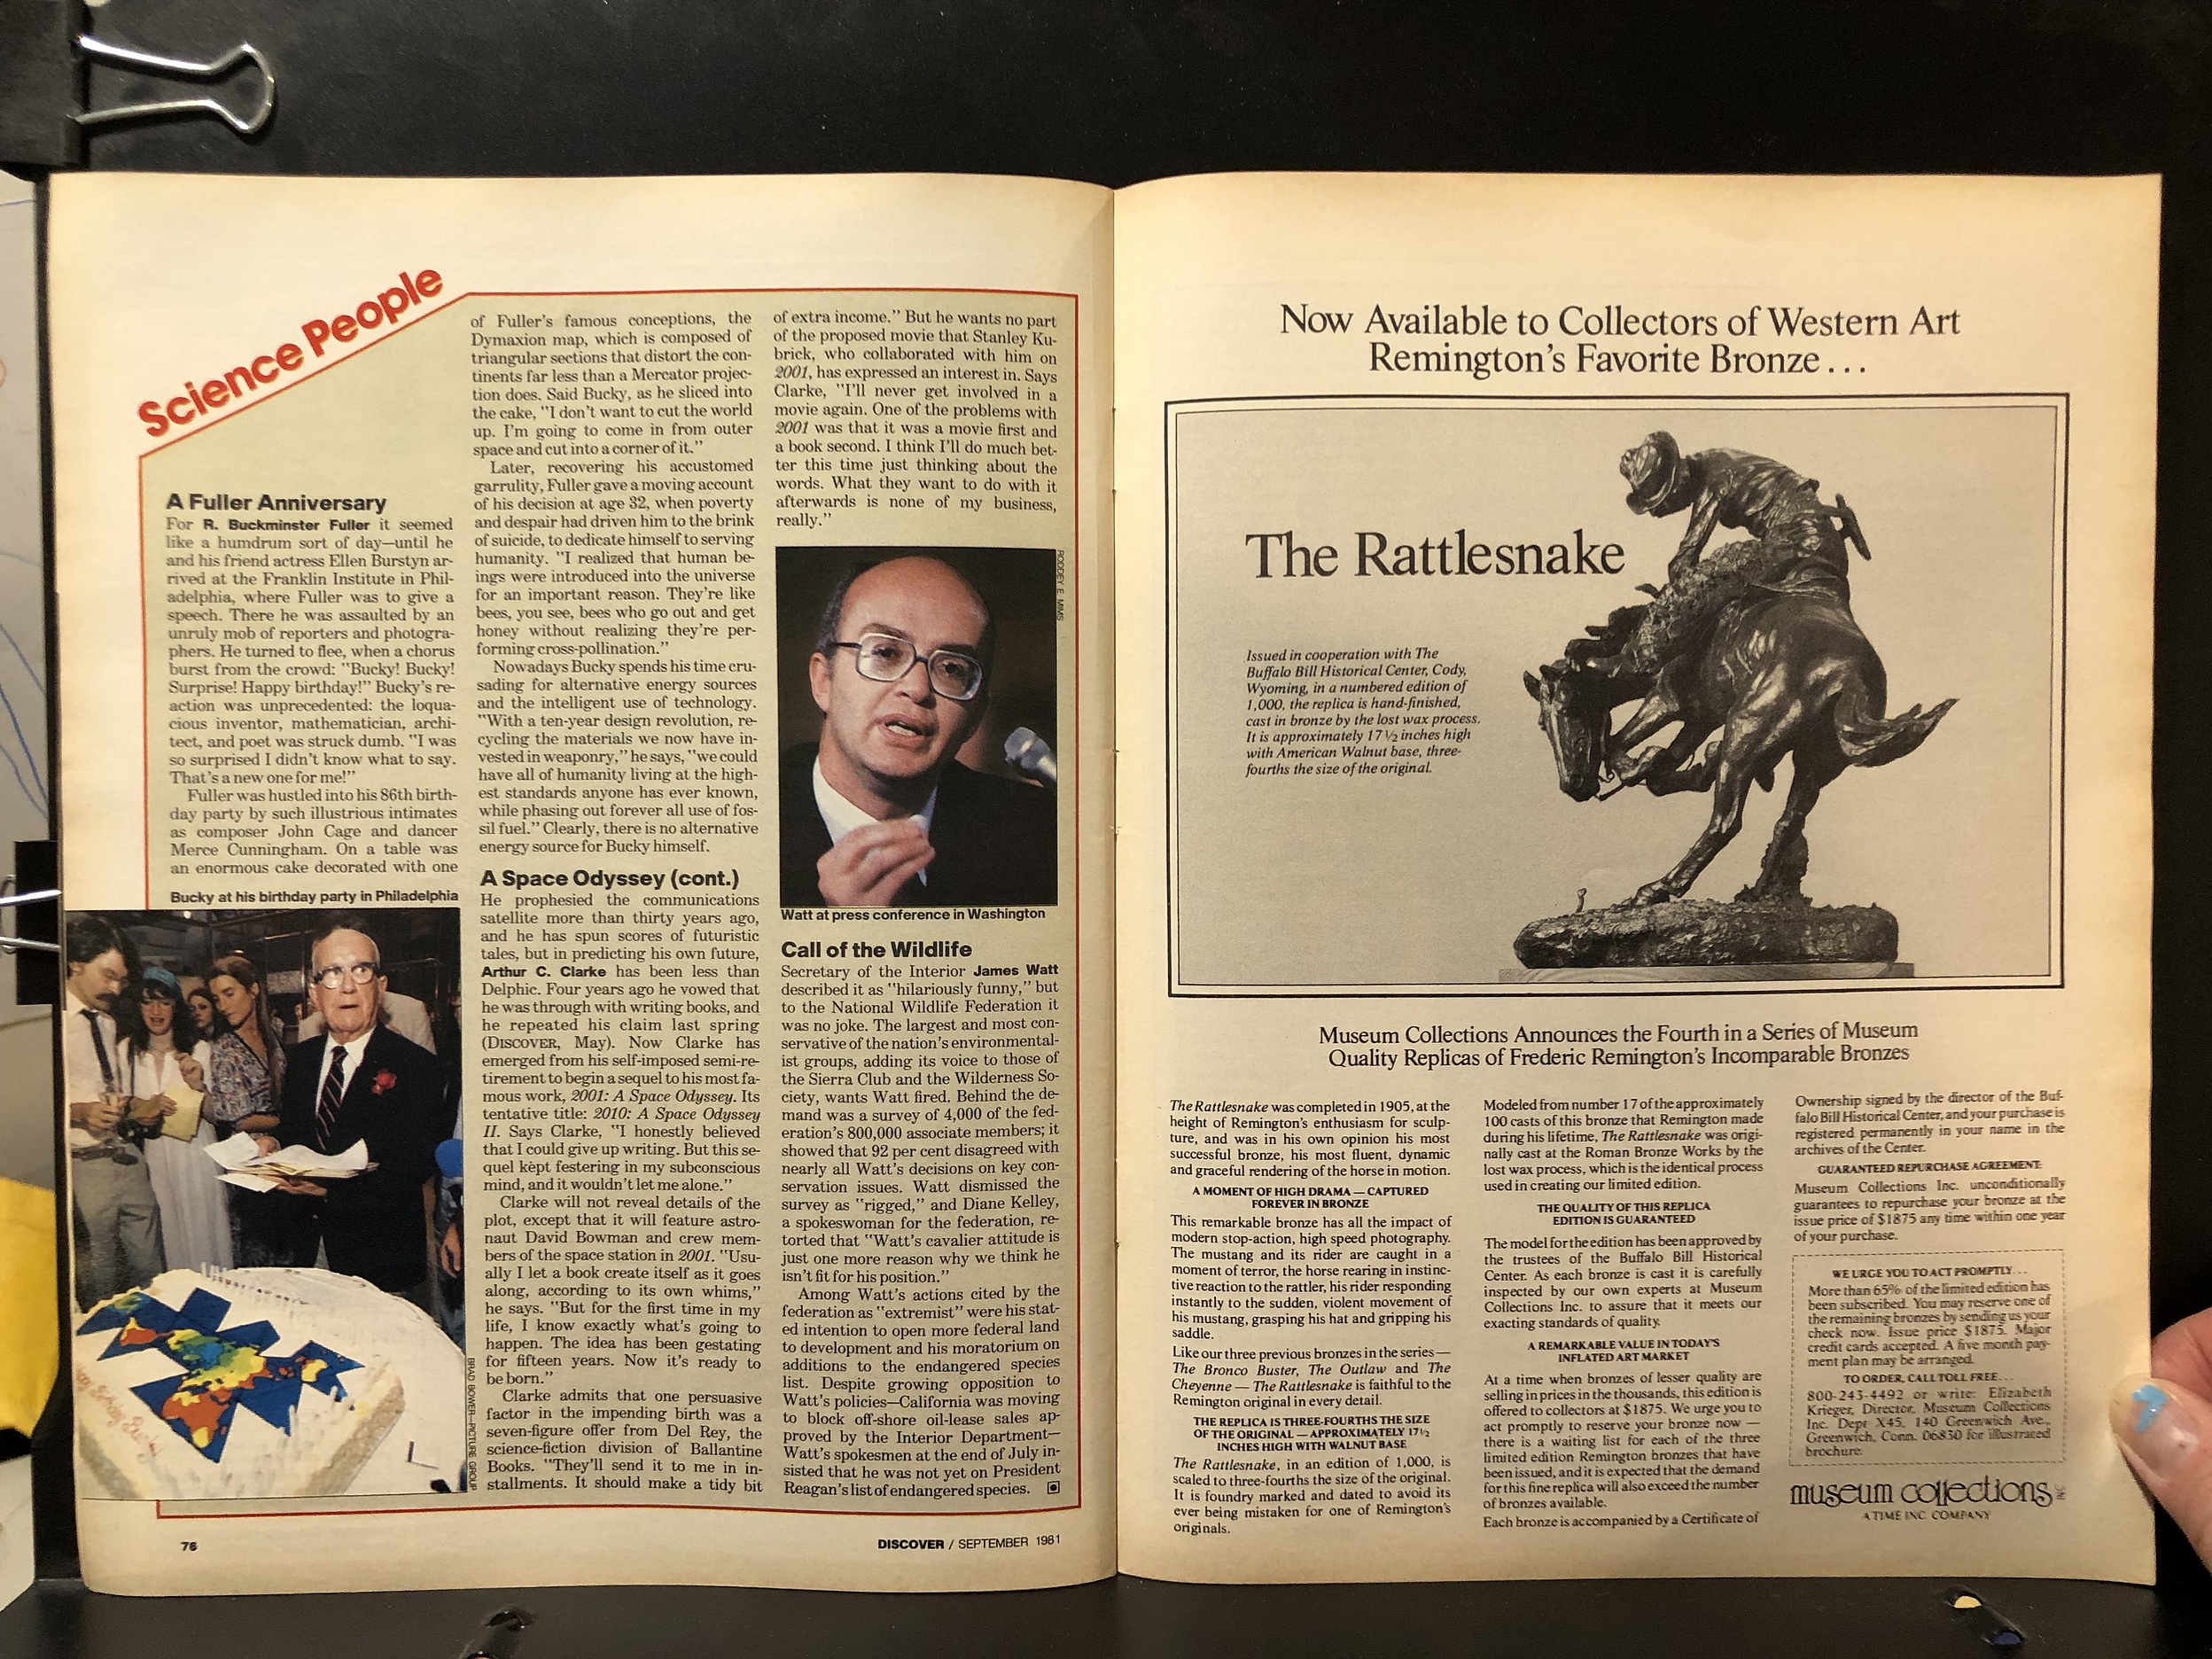 Science People
A Fuller Anniversary
For R. Buckminster Fuller it seemed
like a humdrum sort of day—until he
and his friend actress Ellen Burstyn ar-
rived at the Franklin Institute in Phil-
adelphia, where Fuller was to give a
speech. There he was assaulted by an
unruly mob of reporters and photogra-
phers. He turned to flee, when a chorus
burst from the crowd: "Bucky! Bucky!
Surprise! Happy birthday!" Bucky's re-
action was unprecedented: the loqua-
cious inventor, mathematician, archi-
tect, and poet was struck dumb. "I was
so surprised I didn't know what to say.
That's a new one for me!"
Fuller was hustled into his 86th birth-
day party by such illustrious intimates
as composer John Cage and dancer
Merce Cunningham. On a table was
an enormous cake decorated with one
Bucky at his birthday party in Philadelphia
BRAD BOWER—PICTURE GROUP
of Fuller's famous conceptions, the
Dymaxion map, which is composed of
triangular sections that distort the con-
tinents far less than a Mercator projec-
tion does. Said Bucky, as he sliced into
the cake, "I don't want to cut the world
up. I'm going to come in from outer
space and cut into a corner of it."
Later, recovering his accustomed
garrulity, Fuller gave a moving account
of his decision at age 32, when poverty
and despair had driven him to the brink
of suicide, to dedicate himself to serving
humanity. "I realized that human be-
ings were introduced into the universe
for an important reason. They're like
bees, you see, bees who go out and get
honey without realizing they're per-
forming cross-pollination."
Nowadays Bucky spends his time cru-
sading for alternative energy sources
and the intelligent use of technology.
"With a ten-year design revolution, re-
cycling the materials we now have in-
vested in weaponry," he says, "we could
have all of humanity living at the high-
est standards anyone has ever known,
while phasing out forever all use of fos-
sil fuel." Clearly, there is no alternative
energy source for Bucky himself.
A Space Odyssey (cont.)
He prophesied the communications
satellite more than thirty years ago,
and he has spun scores of futuristic
tales, but in predicting his own future,
Arthur C. Clarke has been less than
Delphic. Four years ago he vowed that
he was through with writing books, and
he repeated his claim last spring
(DISCOVER, May). Now Clarke has
emerged from his self-imposed semi-re-
tirement to begin a sequel to his most fa-
mous work, 2001: A Space Odyssey. Its
tentative title: 2010: A Space Odyssey
II. Says Clarke, "I honestly believed
that I could give up writing. But this se-
quel kept festering in my subconscious
mind, and it wouldn't let me alone."
Clarke will not reveal details of the
plot, except that it will feature astro-
naut David Bowman and crew mem-
bers of the space station in 2001. "Usu-
ally I let a book create itself as it goes
along, according to its own whims,"
he says. "But for the first time in my
life, I know exactly what's going to
happen. The idea has been gestating
for fifteen years. Now it's ready to
be born."
Clarke admits that one persuasive
factor in the impending birth was a
seven-figure offer from Del Rey, the
science-fiction division of Ballantine
Books. "They'll send it to me in in-
stallments. It should make a tidy bit
of extra income." But he wants no part
of the proposed movie that Stanley Ku-
brick, who collaborated with him on
2001, has expressed an interest in. Says
Clarke, "I'll never get involved in a
movie again. One of the problems with
2001 was that it was a movie first and
a book second. I think I'll do much bet-
ter this time just thinking about the
words. What they want to do with it
afterwards is none of my business,
really."
RODDEY E. MIMS
Watt at press conference in Washington
Call of the Wildlife
Secretary of the Interior James Watt
described it as "hilariously funny," but
to the National Wildlife Federation it
was no joke. The largest and most con-
servative of the nation's environmental-
ist groups, adding its voice to those of
the Sierra Club and the Wilderness So-
ciety, wants Watt fired. Behind the de-
mand was a survey of 4,000 of the fed-
eration's 800,000 associate members; it
showed that 92 per cent disagreed with
nearly all Watt's decisions on key con-
servation issues. Watt dismissed the
survey as "rigged," and Diane Kelley,
a spokeswoman for the federation, re-
torted that "Watt's cavalier attitude is
just one more reason why we think he
isn't fit for his position."
Among Watt's actions cited by the
federation as "extremist" were his stat-
ed intention to open more federal land
to development and his moratorium on
additions to the endangered species
list. Despite growing opposition to
Watt's policies—California was moving
to block off-shore oil-lease sales ap-
proved by the Interior Department—
Watt's spokesmen at the end of July in-
sisted that he was not yet on President
Reagan's list of endangered species.
76
DISCOVER / SEPTEMBER 1981
Now Available to Collectors of Western Art
Remington's Favorite Bronze . . .
The Rattlesnake
Issued in cooperation with The
Buffalo Bill Historical Center, Cody,
Wyoming, in a numbered edition of
1,000, the replica is hand-finished,
cast in bronze by the lost wax process.
It is approximately 17½ inches high
with American Walnut base, three-
fourths the size of the original.
Museum Collections Announces the Fourth in a Series of Museum
Quality Replicas of Frederic Remington's Incomparable Bronzes
The Rattlesnake was completed in 1905, at the
height of Remington's enthusiasm for sculp-
ture, and was in his own opinion his most
successful bronze, his most fluent, dynamic
and graceful rendering of the horse in motion.
A MOMENT OF HIGH DRAMA — CAPTURED
FOREVER IN BRONZE
This remarkable bronze has all the impact of
modern stop-action, high speed photography.
The mustang and its rider are caught in a
moment of terror, the horse rearing in instinc-
tive reaction to the rattler, his rider responding
instantly to the sudden, violent movement of
his mustang, grasping his hat and gripping his
saddle.
Like our three previous bronzes in the series—
The Bronco Buster, The Outlaw and The
Cheyenne — The Rattlesnake is faithful to the
Remington original in every detail.
THE REPLICA IS THREE-FOURTHS THE SIZE
OF THE ORIGINAL — APPROXIMATELY 17½
INCHES HIGH WITH WALNUT BASE
The Rattlesnake, in an edition of 1,000, is
scaled to three-fourths the size of the original.
It is foundry marked and dated to avoid its
ever being mistaken for one of Remington's
originals.
Modeled from number 17 of the approximately
100 casts of this bronze that Remington made
during his lifetime, The Rattlesnake was origi-
nally cast at the Roman Bronze Works by the
lost wax process, which is the identical process
used in creating our limited edition.
THE QUALITY OF THIS REPLICA
EDITION IS GUARANTEED
The model for the edition has been approved by
the trustees of the Buffalo Bill Historical
Center. As each bronze is cast it is carefully
inspected by our own experts at Museum
Collections Inc. to assure that it meets our
exacting standards of quality.
A REMARKABLE VALUE IN TODAY'S
INFLATED ART MARKET
At a time when bronzes of lesser quality are
selling in prices in the thousands, this edition is
offered to collectors at $1875. We urge you to
act promptly to reserve your bronze now —
there is a waiting list for each of the three
limited edition Remington bronzes that have
been issued, and it is expected that the demand
for this fine replica will also exceed the number
of bronzes available.
Each bronze is accompanied by a Certificate of
Ownership signed by the director of the Buf-
falo Bill Historical Center, and your purchase is
registered permanently in your name in the
archives of the Center.
GUARANTEED REPURCHASE AGREEMENT:
Museum Collections Inc. unconditionally
guarantees to repurchase your bronze at the
issue price of $1875 any time within one year
of your purchase.
WE URGE YOU TO ACT PROMPTLY . . .
More than 65% of the limited edition has
been subscribed. You may reserve one of
the remaining bronzes by sending us your
check now. Issue price $1875. Major
credit cards accepted. A five month pay-
ment plan may be arranged.
TO ORDER, CALL TOLL FREE . . .
800-243-4492 or write: Elizabeth
Krieger, Director, Museum Collections
Inc. Dept X45, 140 Greenwich Ave.,
Greenwich, Conn. 06830 for illustrated
brochure.
museum collections INC
A TIME INC. COMPANY